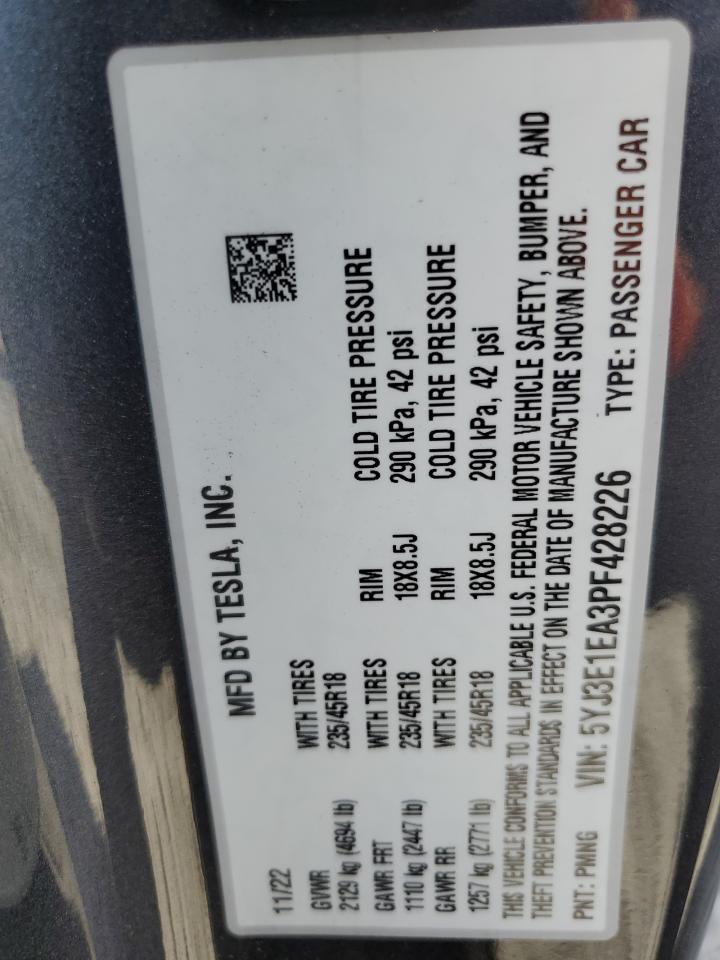 MFD BY TESLA, INC.
11/22
GVWR WITH TIRES
2129 kg (4694 lb) 235/45R18
GAWR FRT WITH TIRES RIM COLD TIRE PRESSURE
1110 kg (2447 lb) 235/45R18 18X8.5J 290 kPa, 42 psi
GAWR RR WITH TIRES RIM COLD TIRE PRESSURE
1257 kg (2771 lb) 235/45R18 18X8.5J 290 kPa, 42 psi
THIS VEHICLE CONFORMS TO ALL APPLICABLE U.S. FEDERAL MOTOR VEHICLE SAFETY, BUMPER, AND
THEFT PREVENTION STANDARDS IN EFFECT ON THE DATE OF MANUFACTURE SHOWN ABOVE.
PNT: PMNG VIN: 5YJ3E1EA3PF428226 TYPE: PASSENGER CAR